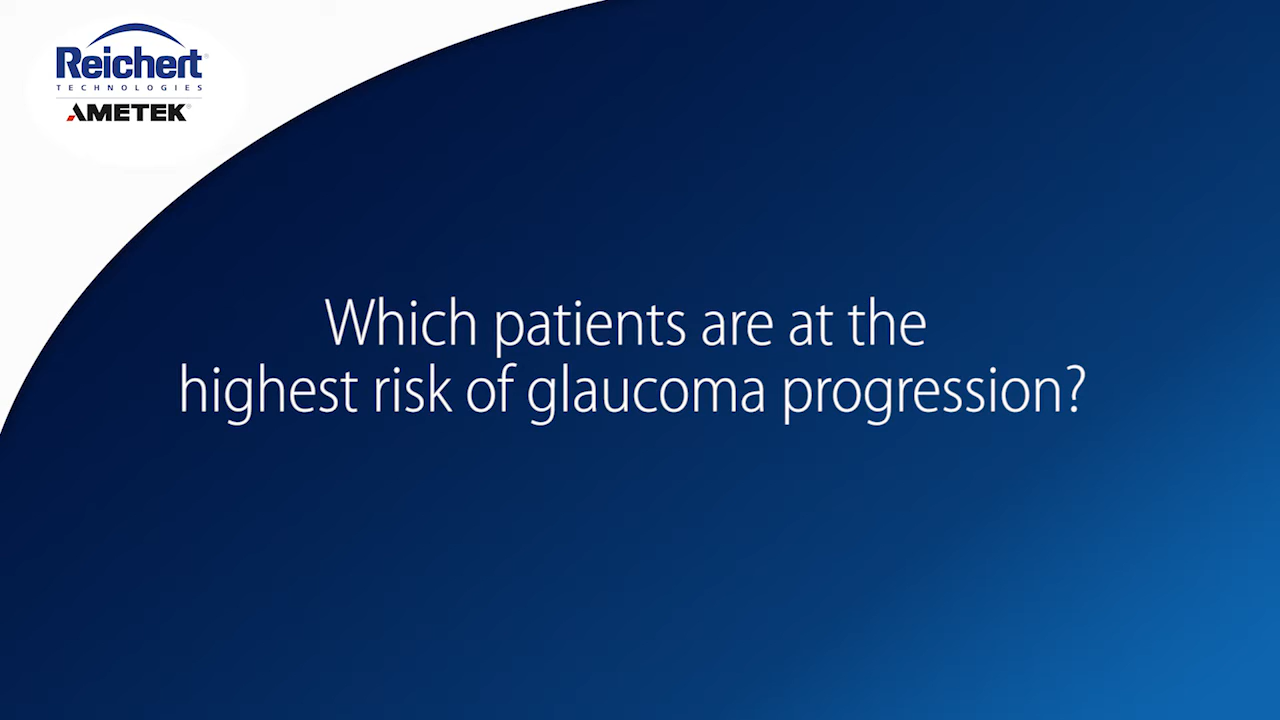 Reichert
TECHNOLOGIES
AMETEK
Which patients are at the
highest risk of glaucoma progression?